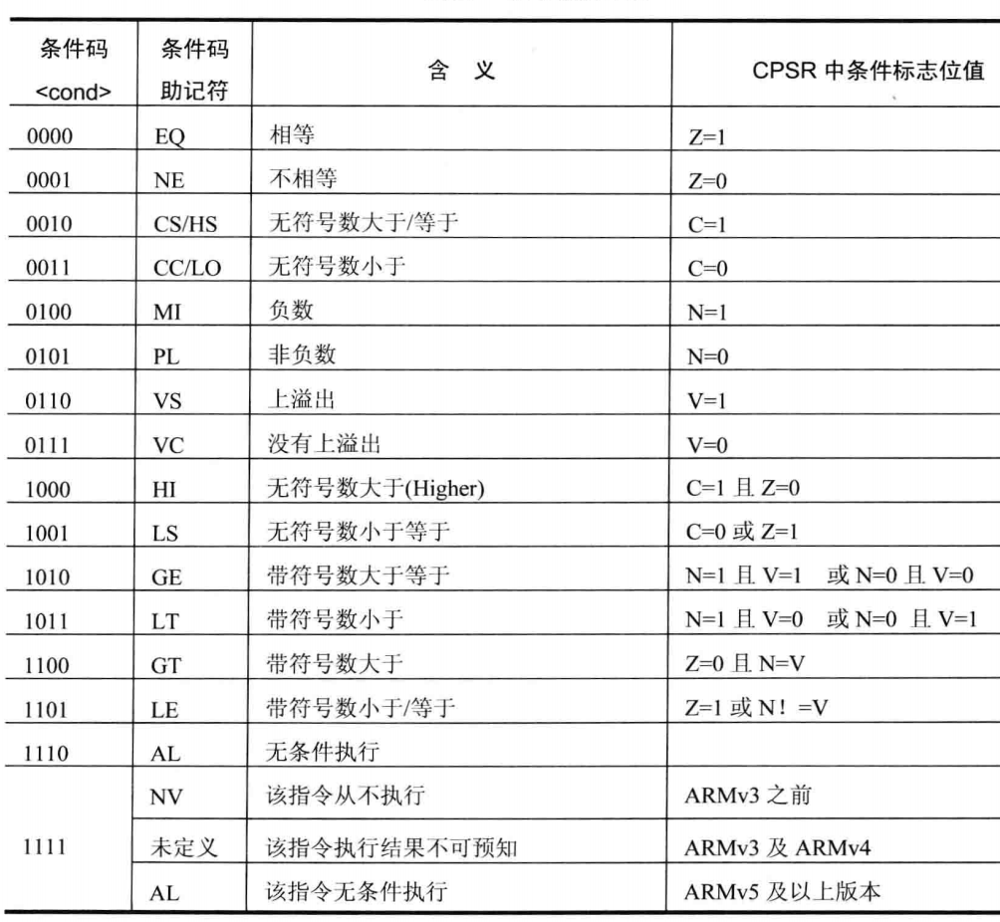 条件码 条件码 含 义 CPSR 中条件标志位值
<cond> 助记符
0000 EQ 相等 Z=1
0001 NE 不相等 Z=0
0010 CS/HS 无符号数大于/等于 C=1
0011 CC/LO 无符号数小于 C=0
0100 MI 负数 N=1
0101 PL 非负数 N=0
0110 VS 上溢出 V=1
0111 VC 没有上溢出 V=0
1000 HI 无符号数大于(Higher) C=1 且 Z=0
1001 LS 无符号数小于等于 C=0 或 Z=1
1010 GE 带符号数大于等于 N=1 且 V=1 或 N=0 且 V=0
1011 LT 带符号数小于 N=1 且 V=0 或 N=0 且 V=1
1100 GT 带符号数大于 Z=0 且 N=V
1101 LE 带符号数小于/等于 Z=1 或 N！=V
1110 AL 无条件执行
NV 该指令从不执行 ARMv3 之前
1111 未定义 该指令执行结果不可预知 ARMv3 及 ARMv4
AL 该指令无条件执行 ARMv5 及以上版本